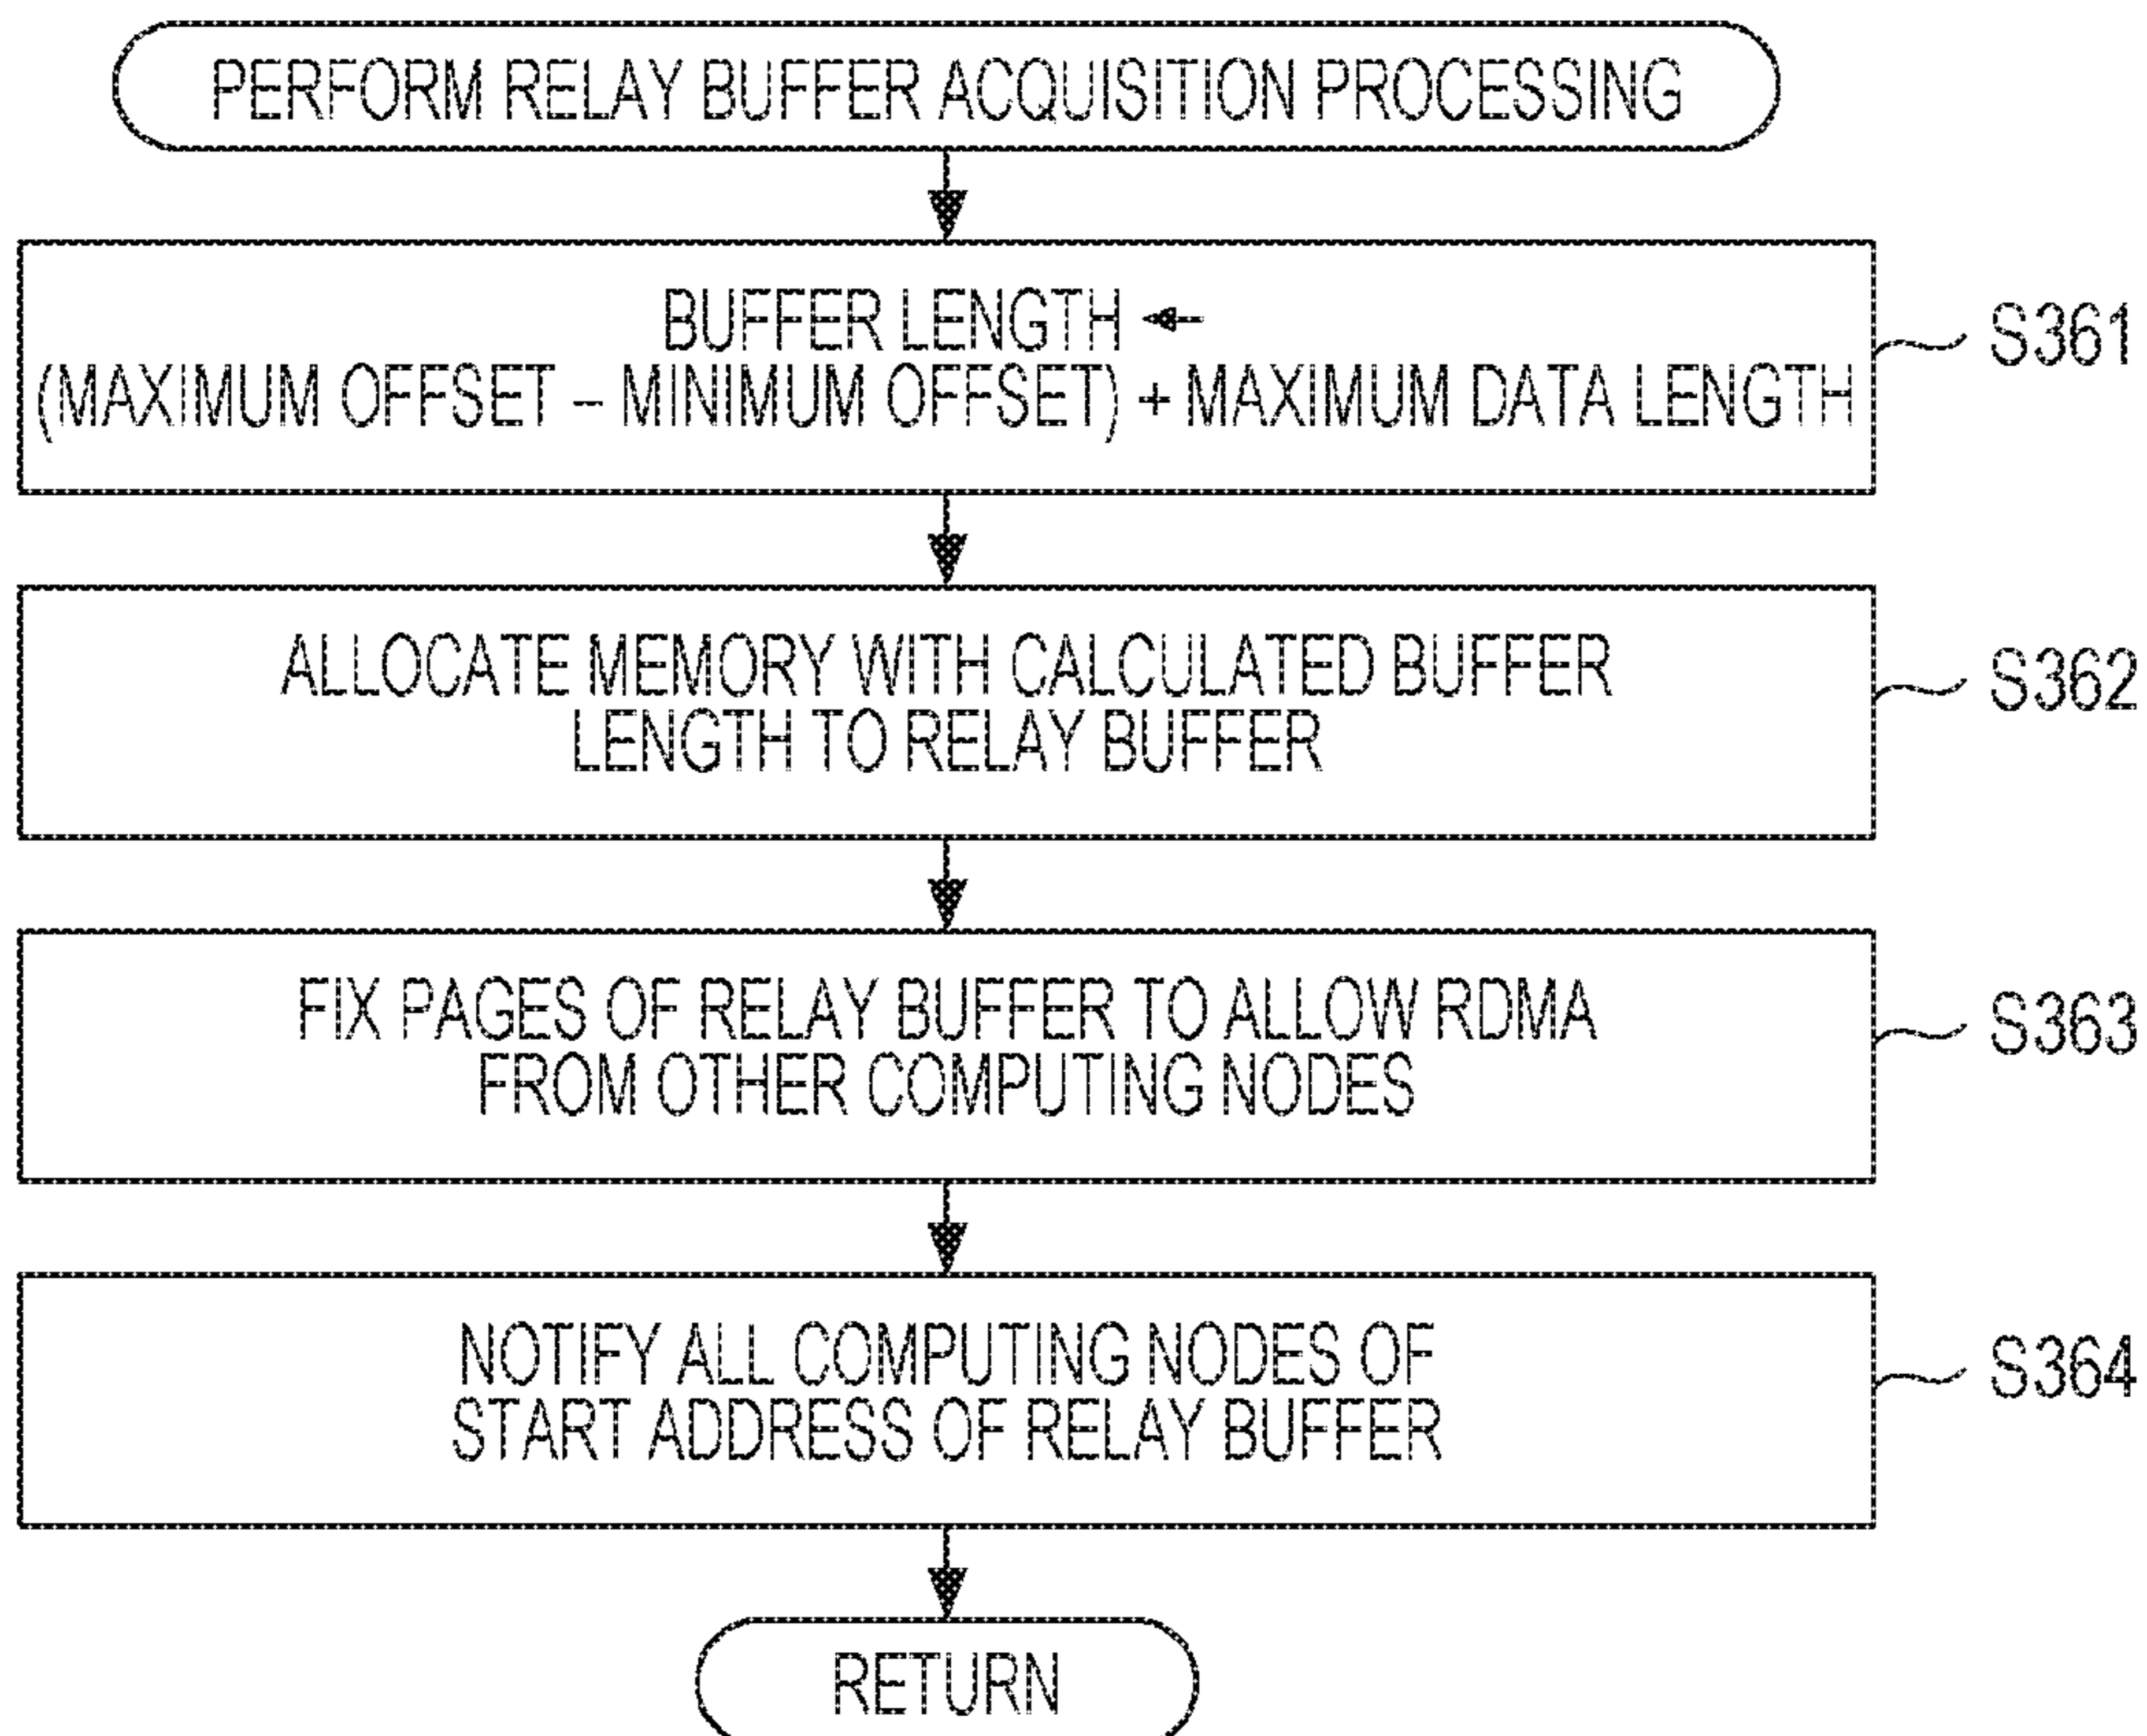 PERFORM RELAY BUFFER ACQUISITION PROCESSING
BUFFER LENGTH ←
(MAXIMUM OFFSET – MINIMUM OFFSET) + MAXIMUM DATA LENGTH
S361
ALLOCATE MEMORY WITH CALCULATED BUFFER
LENGTH TO RELAY BUFFER
S362
FIX PAGES OF RELAY BUFFER TO ALLOW RDMA
FROM OTHER COMPUTING NODES
S363
NOTIFY ALL COMPUTING NODES OF
START ADDRESS OF RELAY BUFFER
S364
RETURN